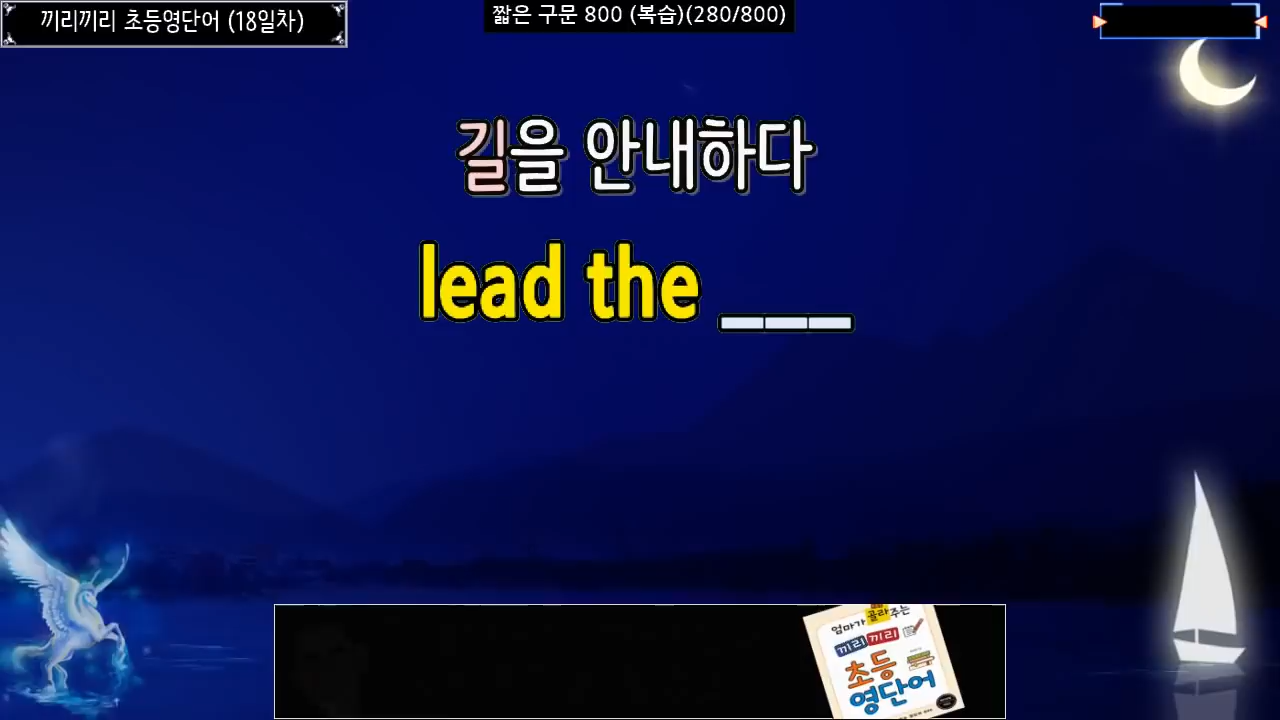 끼리끼리 초등영단어 (18일차)
짧은 구문 800 (복습)(280/800)
길을 안내하다
lead the ___
엄마가 골라주는
끼리끼리
초등
영단어